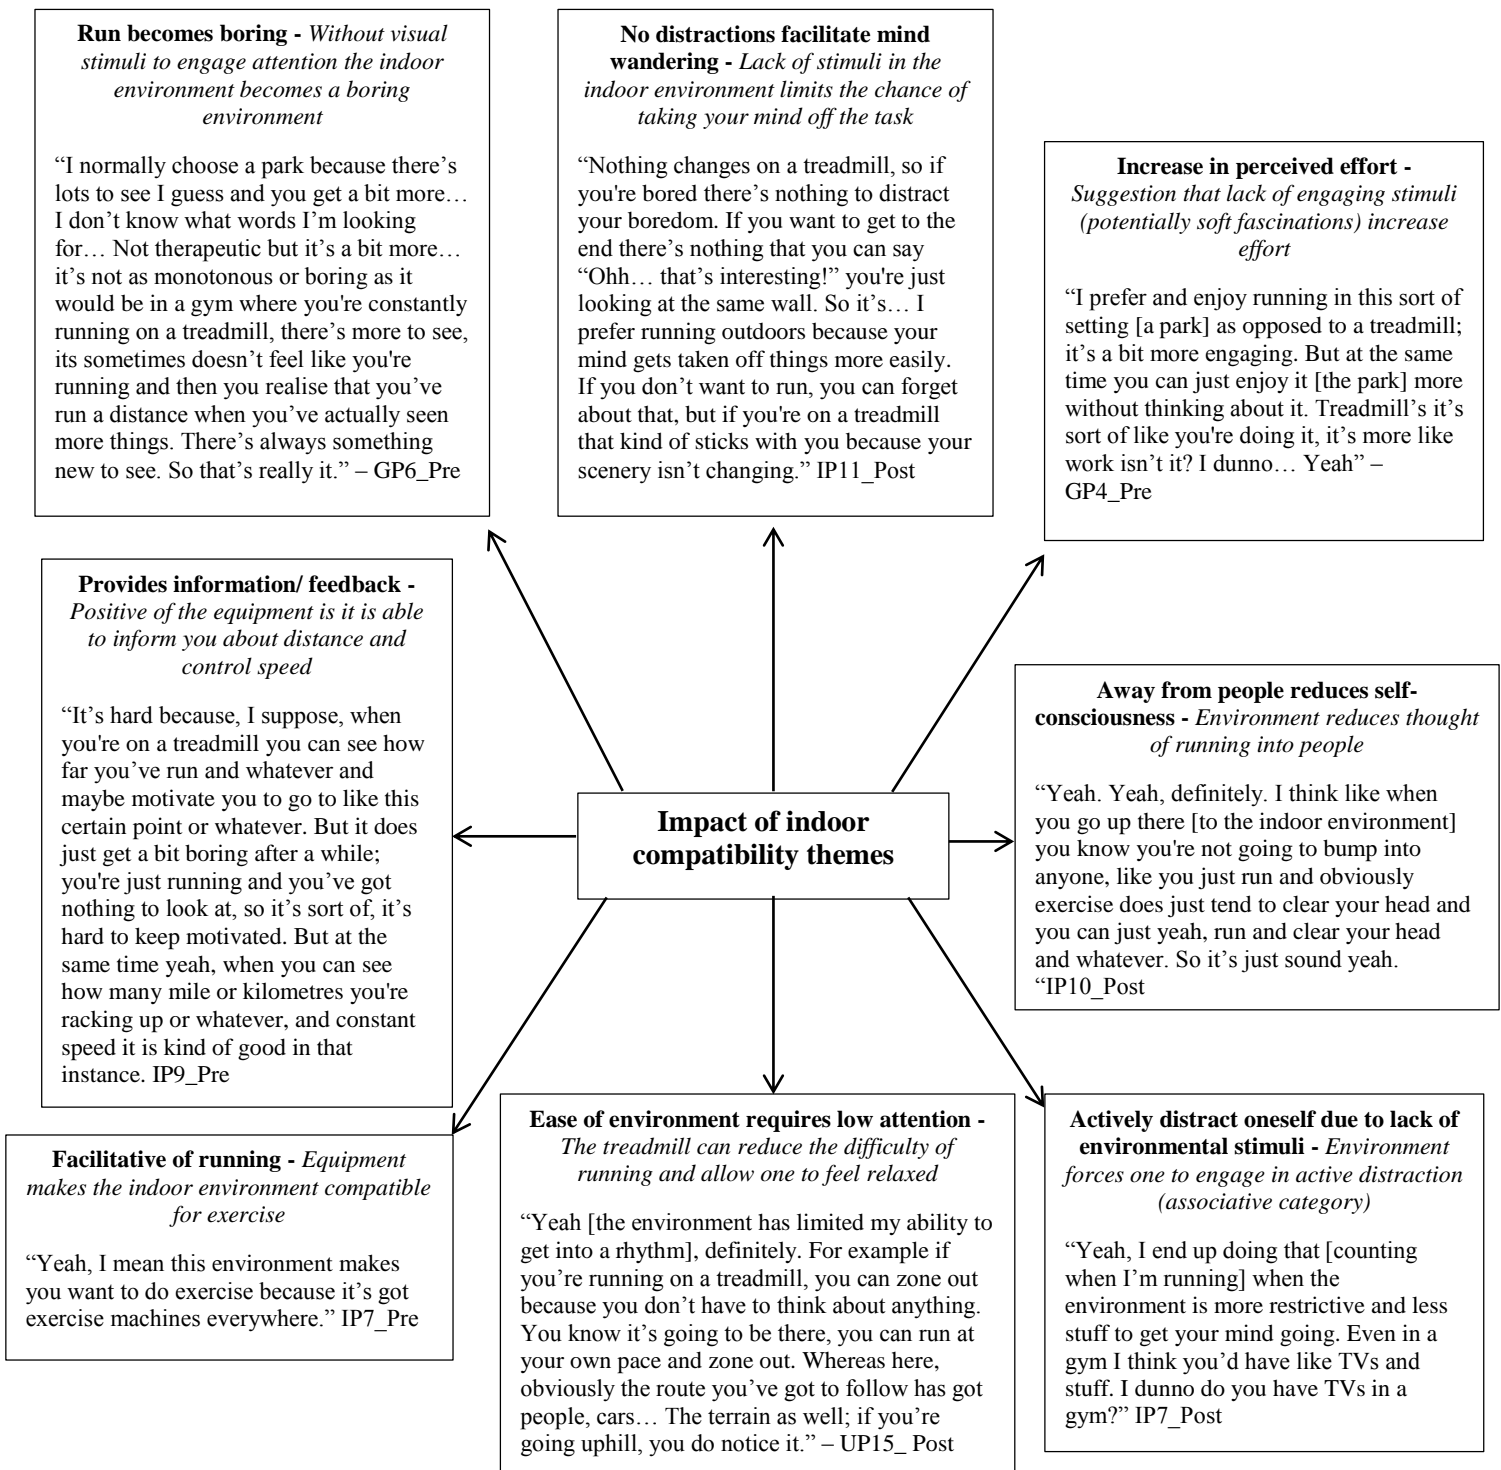 Run becomes boring - Without visual
stimuli to engage attention the indoor
environment becomes a boring
environment
“I normally choose a park because there’s
lots to see I guess and you get a bit more…
I don’t know what words I’m looking
for… Not therapeutic but it’s a bit more…
it’s not as monotonous or boring as it
would be in a gym where you're constantly
running on a treadmill, there’s more to see,
its sometimes doesn’t feel like you're
running and then you realise that you’ve
run a distance when you’ve actually seen
more things. There’s always something
new to see. So that’s really it.” – GP6_Pre
No distractions facilitate mind
wandering - Lack of stimuli in the
indoor environment limits the chance of
taking your mind off the task
“Nothing changes on a treadmill, so if
you're bored there’s nothing to distract
your boredom. If you want to get to the
end there’s nothing that you can say
“Ohh… that’s interesting!” you're just
looking at the same wall. So it’s… I
prefer running outdoors because your
mind gets taken off things more easily.
If you don’t want to run, you can forget
about that, but if you're on a treadmill
that kind of sticks with you because your
scenery isn’t changing.” IP11_Post
Increase in perceived effort -
Suggestion that lack of engaging stimuli
(potentially soft fascinations) increase
effort
“I prefer and enjoy running in this sort of
setting [a park] as opposed to a treadmill;
it’s a bit more engaging. But at the same
time you can just enjoy it [the park] more
without thinking about it. Treadmill’s it’s
sort of like you're doing it, it’s more like
work isn’t it? I dunno… Yeah” –
GP4_Pre
Provides information/ feedback -
Positive of the equipment is it is able
to inform you about distance and
control speed
“It’s hard because, I suppose, when
you're on a treadmill you can see how
far you’ve run and whatever and
maybe motivate you to go to like this
certain point or whatever. But it does
just get a bit boring after a while;
you're just running and you’ve got
nothing to look at, so it’s sort of, it’s
hard to keep motivated. But at the
same time yeah, when you can see
how many mile or kilometres you're
racking up or whatever, and constant
speed it is kind of good in that
instance. IP9_Pre
Impact of indoor
compatibility themes
Away from people reduces self-
consciousness - Environment reduces thought
of running into people
“Yeah. Yeah, definitely. I think like when
you go up there [to the indoor environment]
you know you're not going to bump into
anyone, like you just run and obviously
exercise does just tend to clear your head and
you can just yeah, run and clear your head
and whatever. So it’s just sound yeah.
“IP10_Post
Facilitative of running - Equipment
makes the indoor environment compatible
for exercise
“Yeah, I mean this environment makes
you want to do exercise because it’s got
exercise machines everywhere.” IP7_Pre
Ease of environment requires low attention -
The treadmill can reduce the difficulty of
running and allow one to feel relaxed
“Yeah [the environment has limited my ability to
get into a rhythm], definitely. For example if
you’re running on a treadmill, you can zone out
because you don’t have to think about anything.
You know it’s going to be there, you can run at
your own pace and zone out. Whereas here,
obviously the route you’ve got to follow has got
people, cars… The terrain as well; if you’re
going uphill, you do notice it.” – UP15_ Post
Actively distract oneself due to lack of
environmental stimuli - Environment
forces one to engage in active distraction
(associative category)
“Yeah, I end up doing that [counting
when I’m running] when the
environment is more restrictive and less
stuff to get your mind going. Even in a
gym I think you’d have like TVs and
stuff. I dunno do you have TVs in a
gym?” IP7_Post